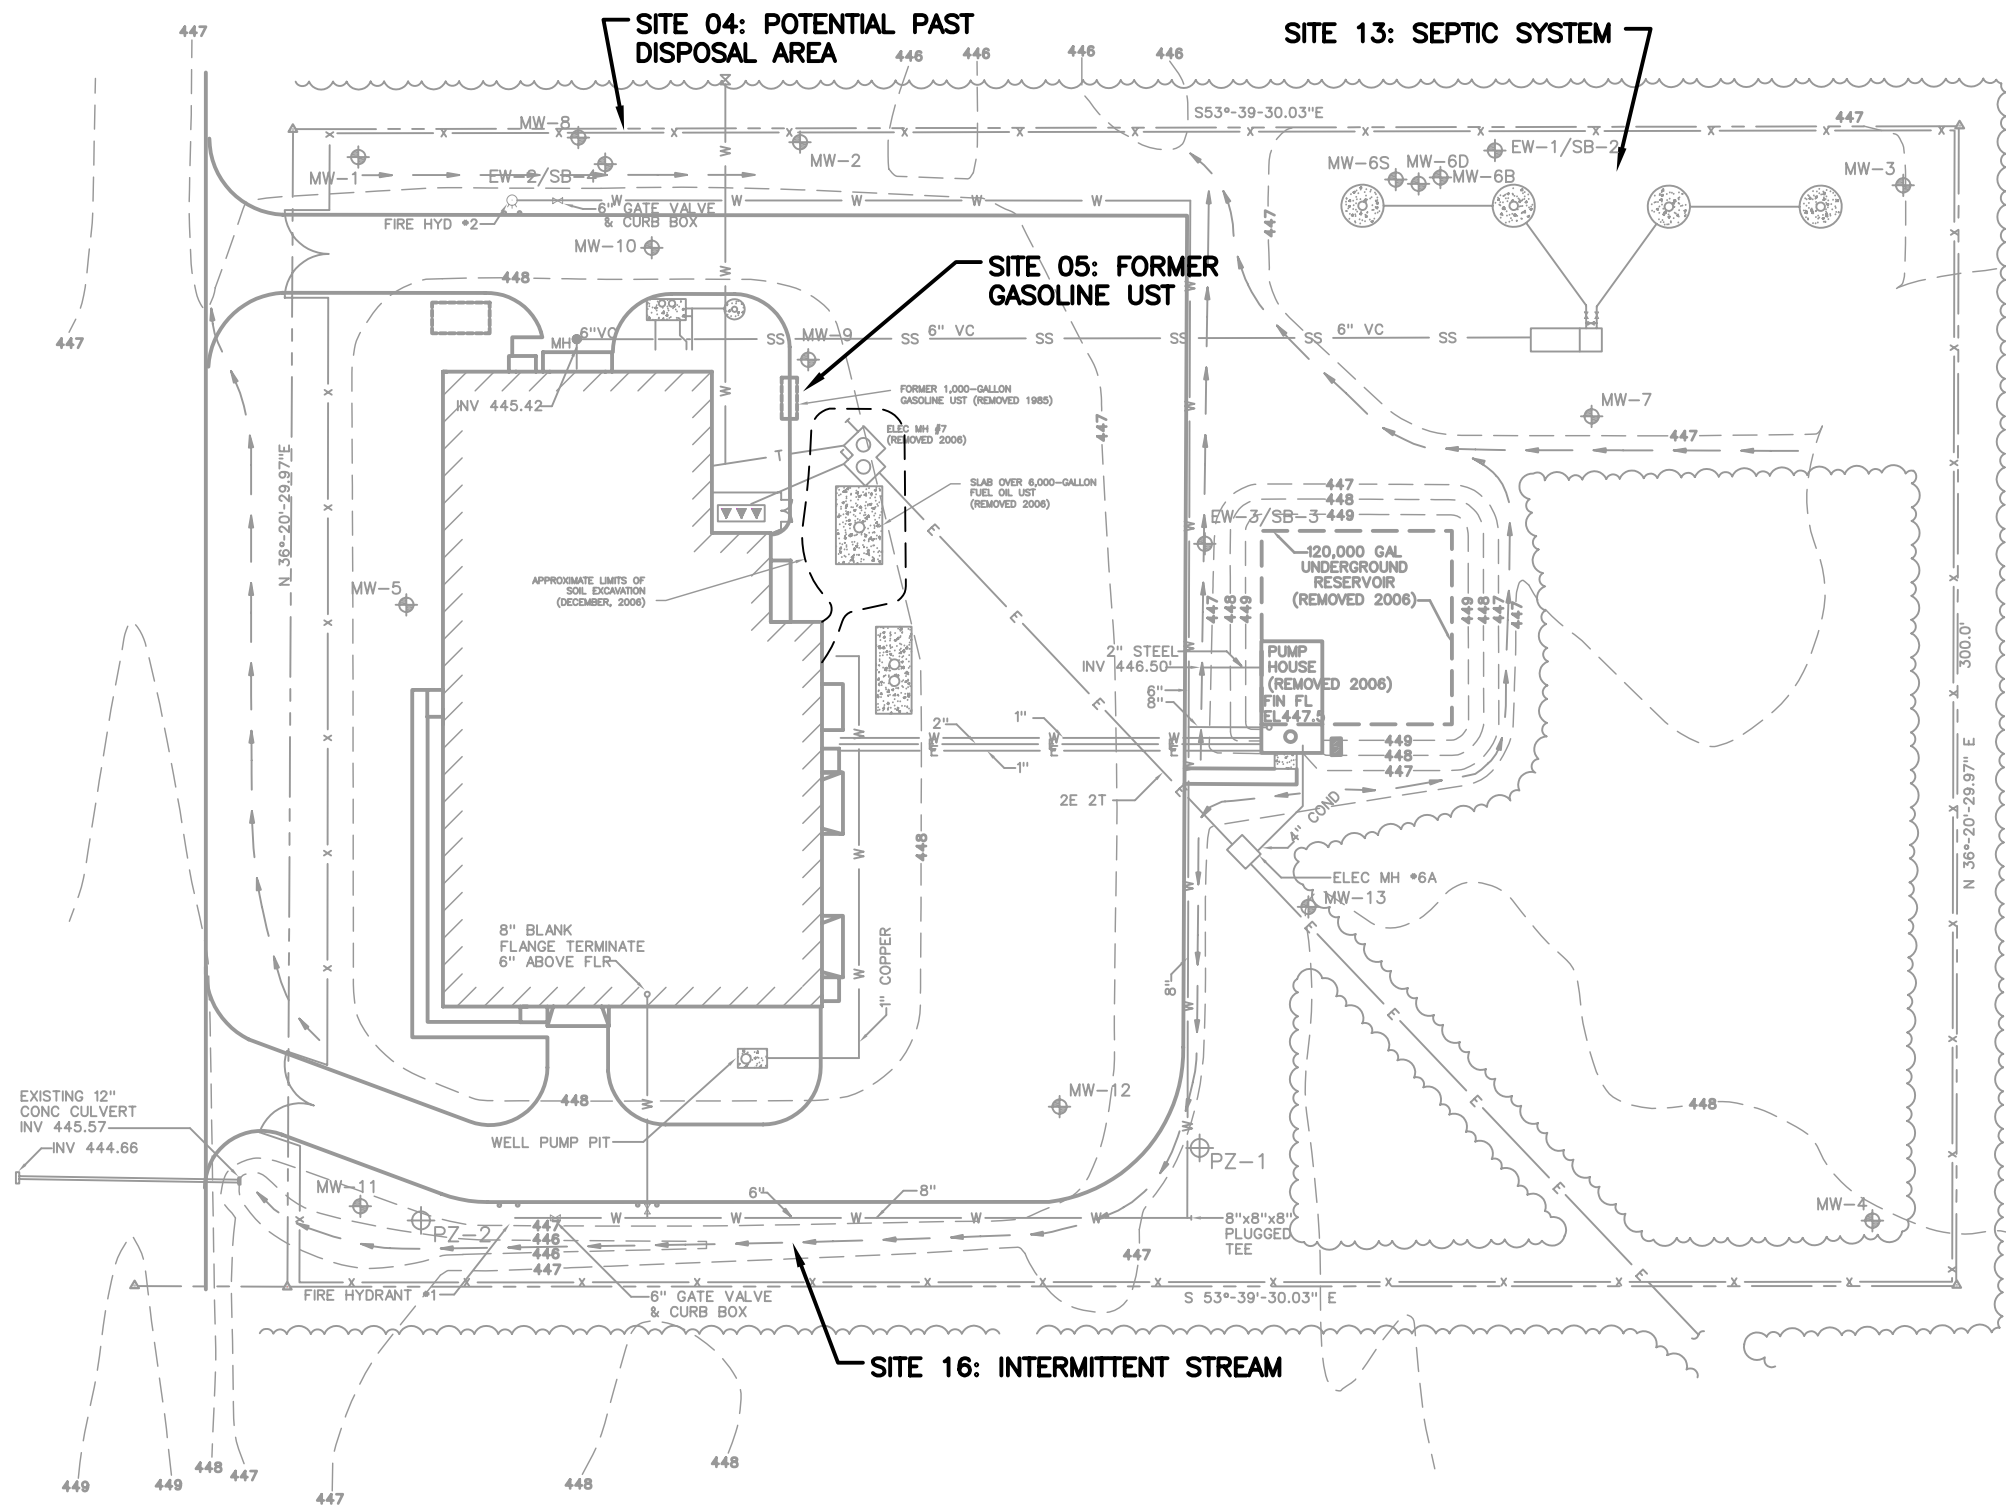 SITE 04: POTENTIAL PAST
DISPOSAL AREA
SITE 13: SEPTIC SYSTEM
447
446
446
446
446
S53°-39-30.03"E
447
MW-8
MW-2
MW-1
EW-2/SB-4
EW-1/SB-2
MW-6S
MW-6D
MW-6B
MW-3
FIRE HYD #2
6" GATE VALVE
& CURB BOX
MW-10
447
SITE 05: FORMER
GASOLINE UST
448
6"VC
MH
MW-9
SS
SS
6" VC
SS
SS
SS
6" VC
SS
447
INV 445.42
FORMER 1,000-GALLON
GASOLINE UST (REMOVED 1985)
ELEC MH #7
(REMOVED 2006)
MW-7
447
447
SLAB OVER 6,000-GALLON
FUEL OIL UST
(REMOVED 2006)
N 36°-20'-29.97"E
447
448
449
EW-3/SB-3
120,000 GAL
UNDERGROUND
RESERVOIR
(REMOVED 2006)
APPROXIMATE LIMITS OF
SOIL EXCAVATION
(DECEMBER, 2006)
MW-5
447
448
449
449
448
447
447
300.0'
2" STEEL
INV 446.50'
6"
8"
PUMP
HOUSE
(REMOVED 2006)
FIN FL
EL447.5
2"
1"
1"
449
448
447
2E 2T
4" COND
N 36°-20'-29.97" E
448
ELEC MH #6A
MW-13
8" BLANK
FLANGE TERMINATE
6" ABOVE FLR
1" COPPER
8"
EXISTING 12"
CONC CULVERT
INV 445.57
INV 444.66
448
WELL PUMP PIT
MW-12
448
PZ-1
MW-11
PZ-2
6"
8"
447
446
446
447
8"x8"x8"
PLUGGED
TEE
MW-4
447
FIRE HYDRANT #1
6" GATE VALVE
& CURB BOX
S 53°-39'-30.03" E
SITE 16: INTERMITTENT STREAM
449
449
448
447
447
448
448